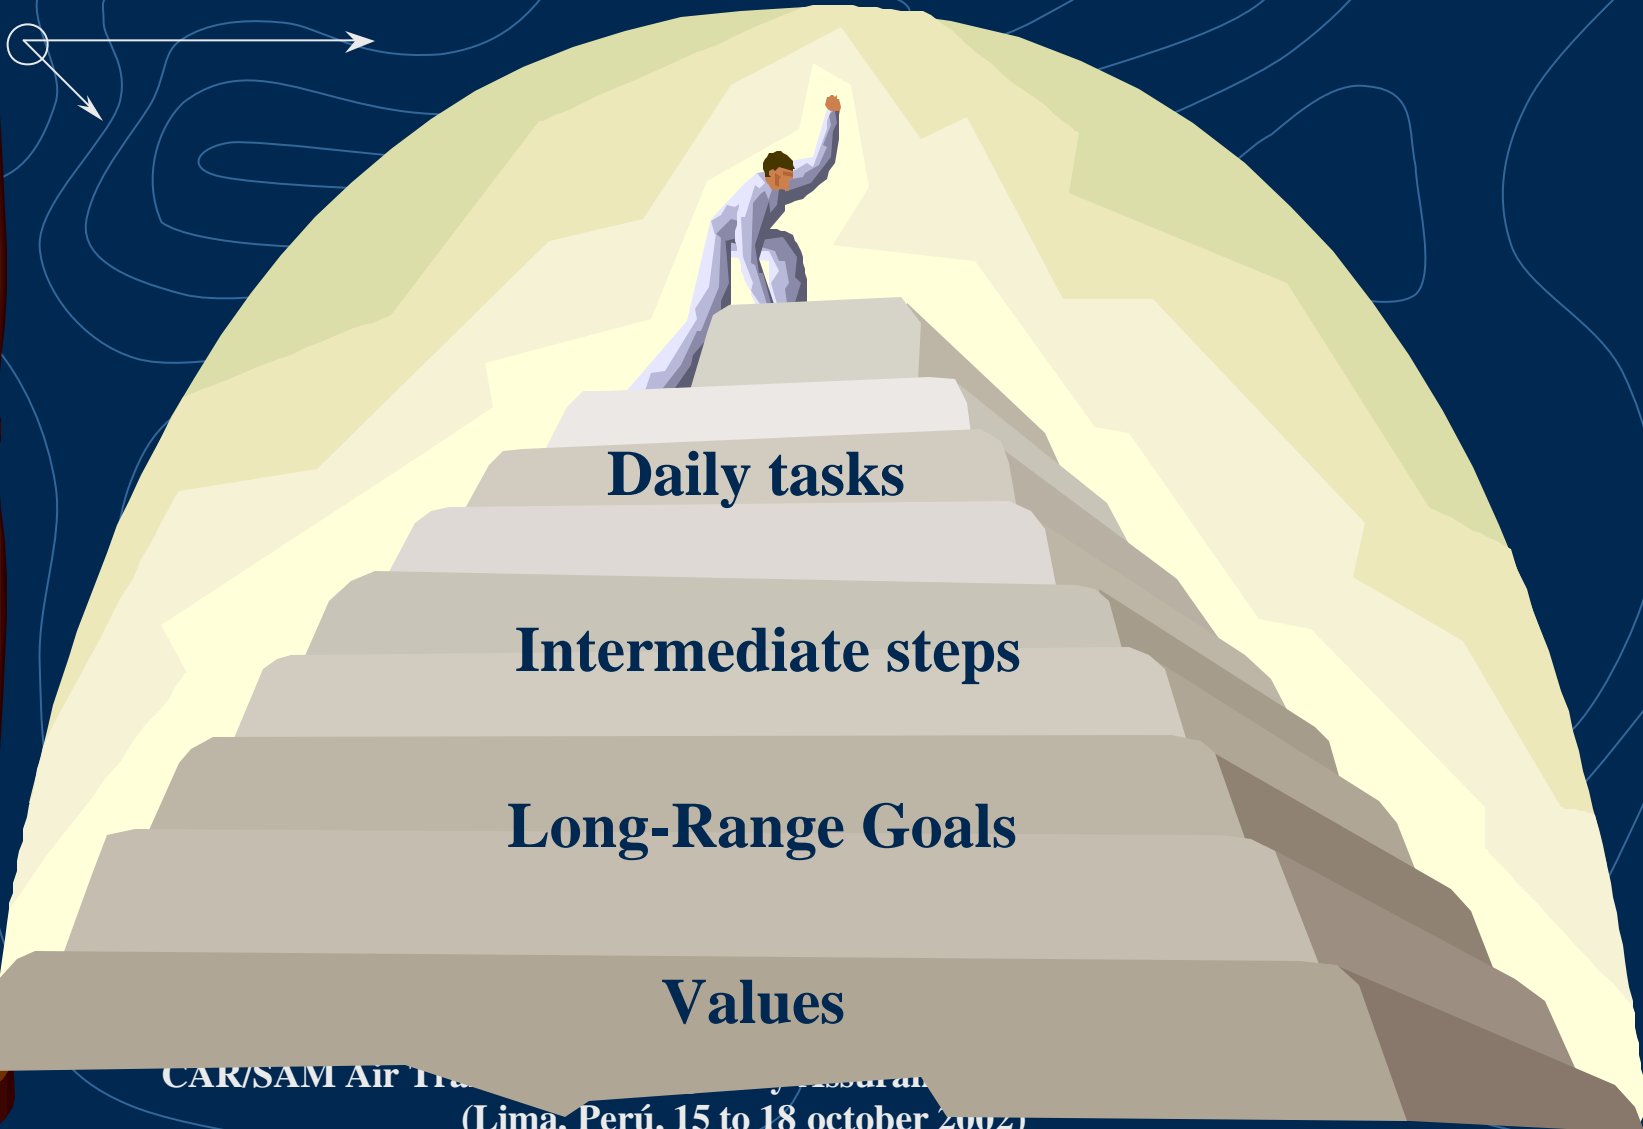 Daily tasks
Intermediate steps
Long-Range Goals
Values
CAR/SAM Air
(Lima, Perú, 15 to 18 october 2002)